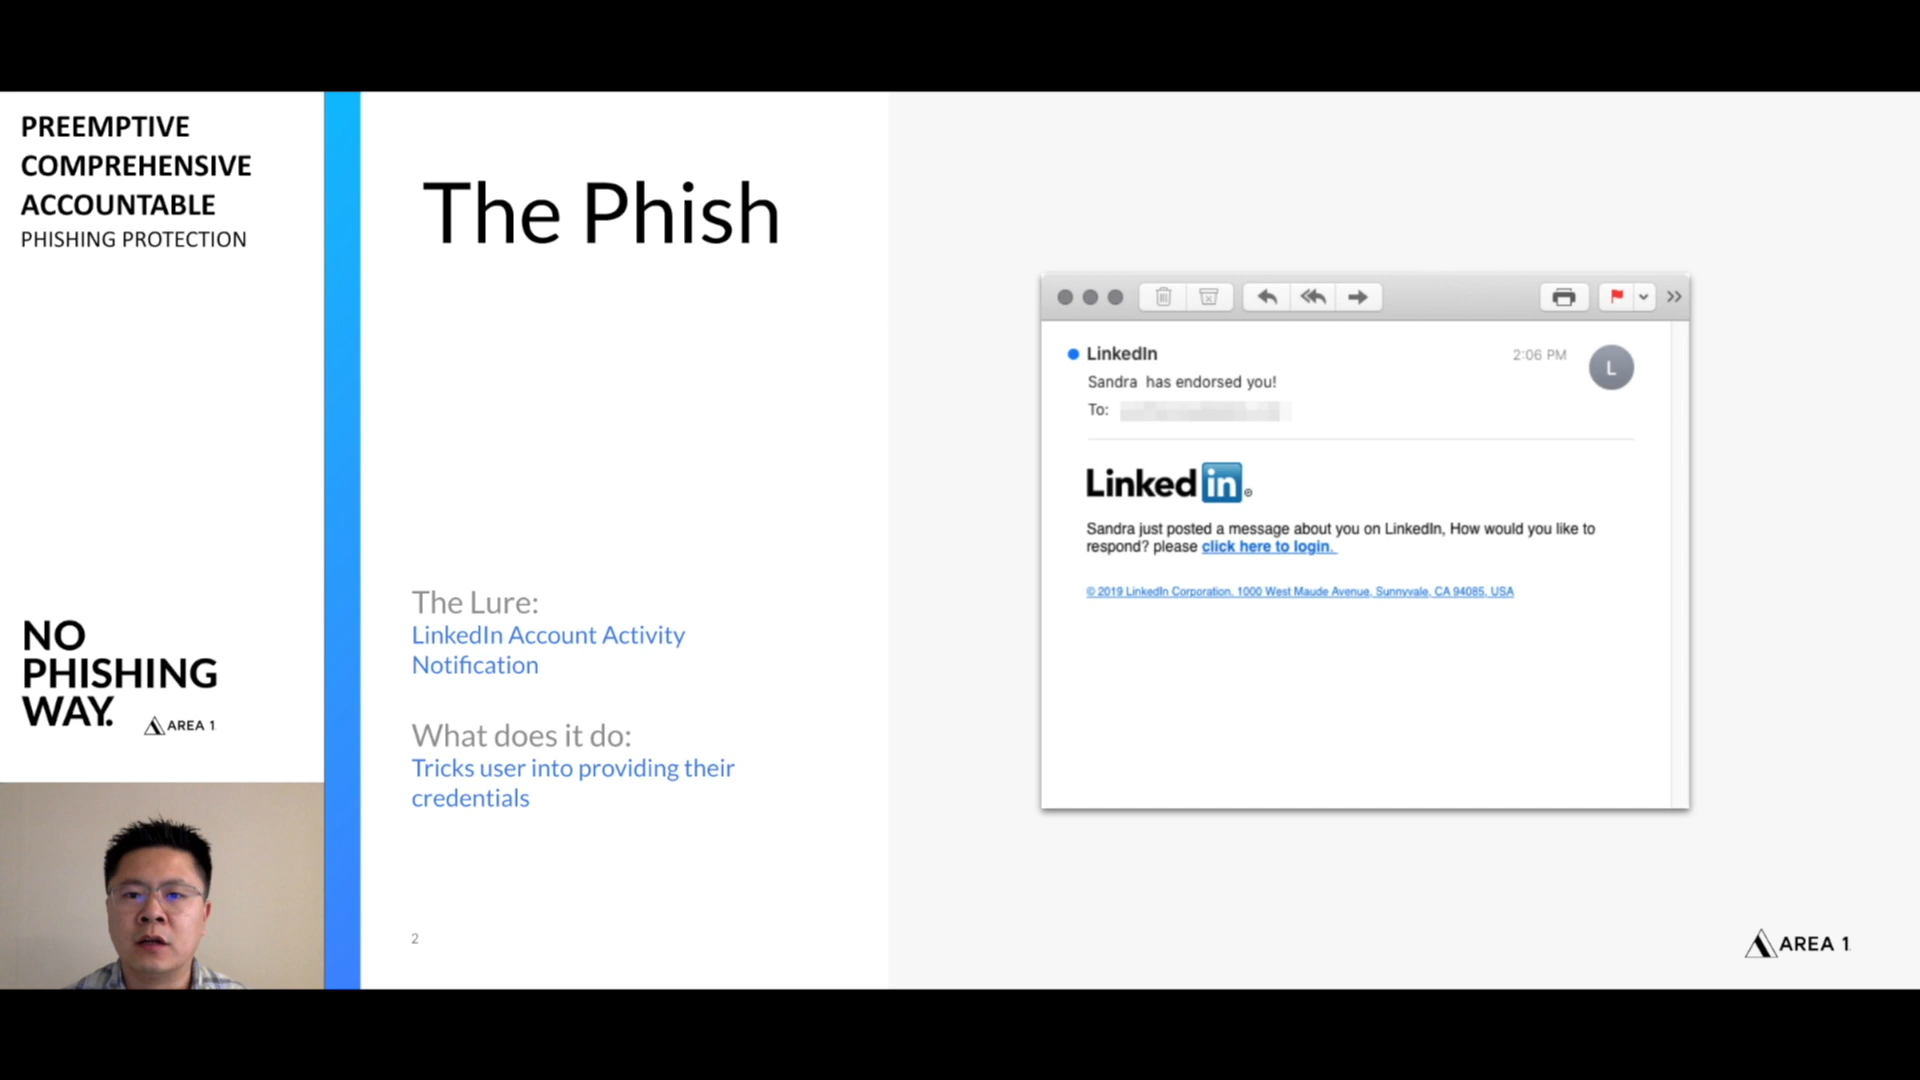 PREEMPTIVE
COMPREHENSIVE
ACCOUNTABLE
PHISHING PROTECTION
NO
PHISHING
WAY.
AREA 1
The Phish
The Lure:
LinkedIn Account Activity
Notification
What does it do:
Tricks user into providing their
credentials
2
LinkedIn
2:06 PM
L
Sandra has endorsed you!
To:
Linked in
Sandra just posted a message about you on LinkedIn, How would you like to
respond? please click here to login.
© 2019 LinkedIn Corporation, 1000 West Maude Avenue, Sunnyvale, CA 94085, USA
AREA 1